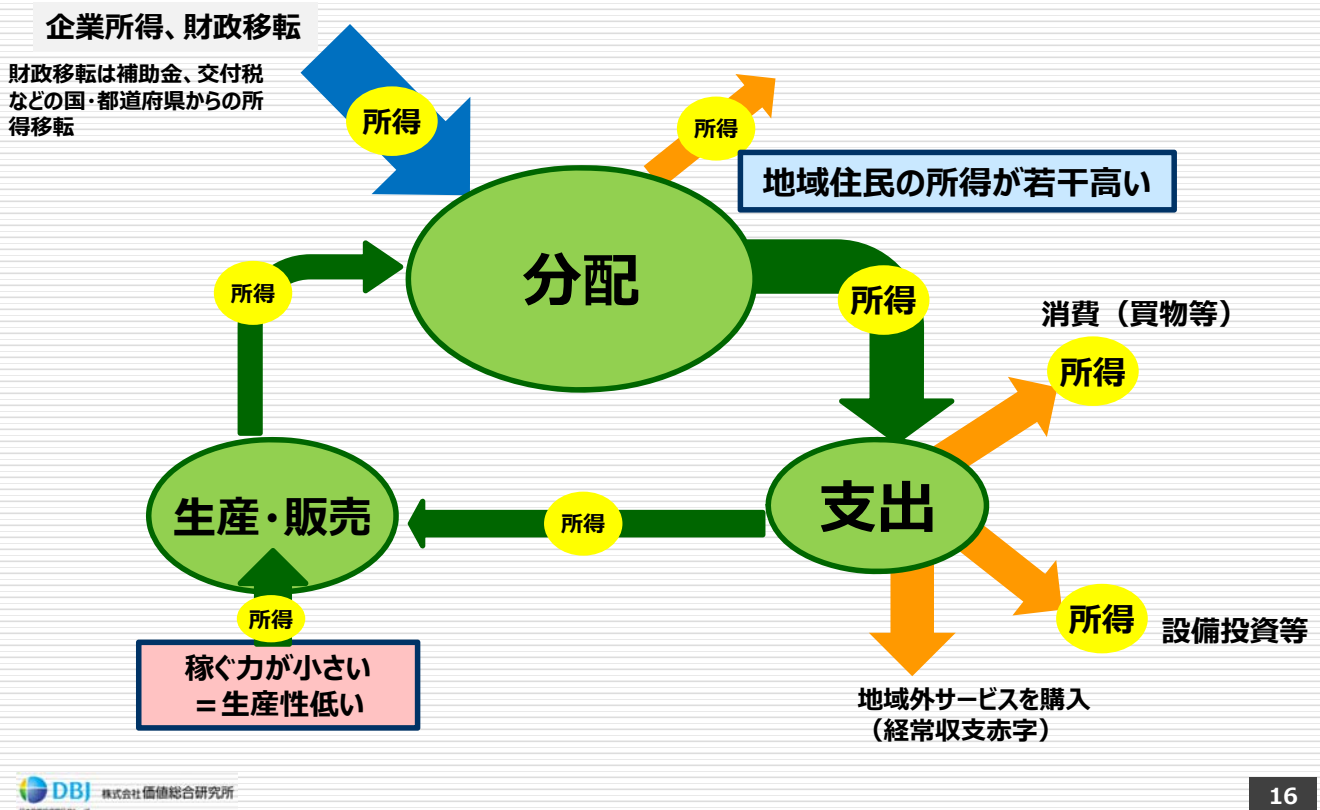 企業所得、財政移転
財政移転は補助金、交付税
などの国・都道府県からの所
得移転
所得
所得
地域住民の所得が若干高い
分配
所得
所得
消費（買物等）
所得
生産・販売
所得
支出
所得
稼ぐ力が小さい
＝生産性低い
所得
設備投資等
地域外サービスを購入
（経常収支赤字）
DBJ 株式会社価値総合研究所
16